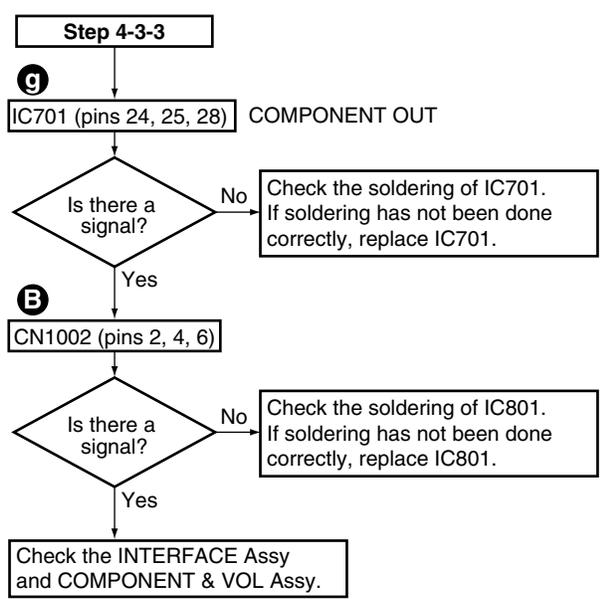 Step 4-3-3
g
IC701 (pins 24, 25, 28) COMPONENT OUT
Is there a
signal?
No
Check the soldering of IC701.
If soldering has not been done
correctly, replace IC701.
Yes
B
CN1002 (pins 2, 4, 6)
Is there a
signal?
No
Check the soldering of IC801.
If soldering has not been done
correctly, replace IC801.
Yes
Check the INTERFACE Assy
and COMPONENT & VOL Assy.